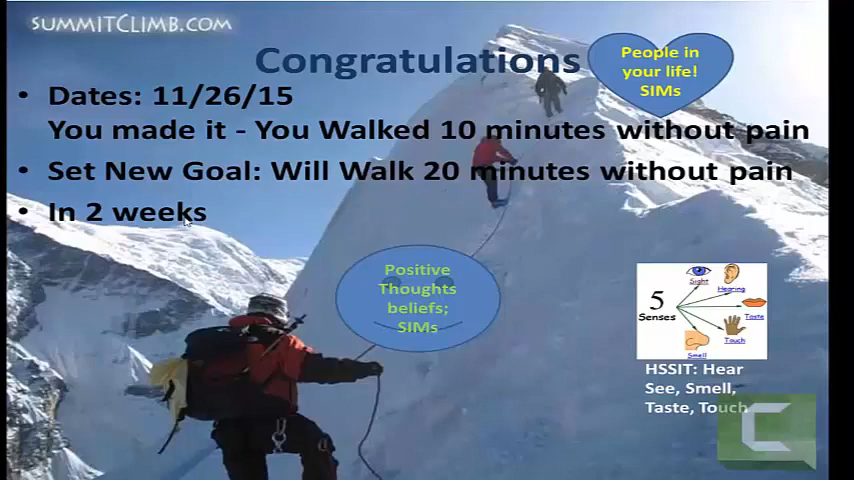 SUMMITCLIMB.COM
Congratulations
People in
your life!
SIMs
• Dates: 11/26/15
You made it - You Walked 10 minutes without pain
• Set New Goal: Will Walk 20 minutes without pain
• In 2 weeks
Positive
Thoughts
beliefs;
SIMs
5
Senses
Sight
Hearing
Taste
Touch
Smell
HSSIT: Hear
See, Smell,
Taste, Touch
C